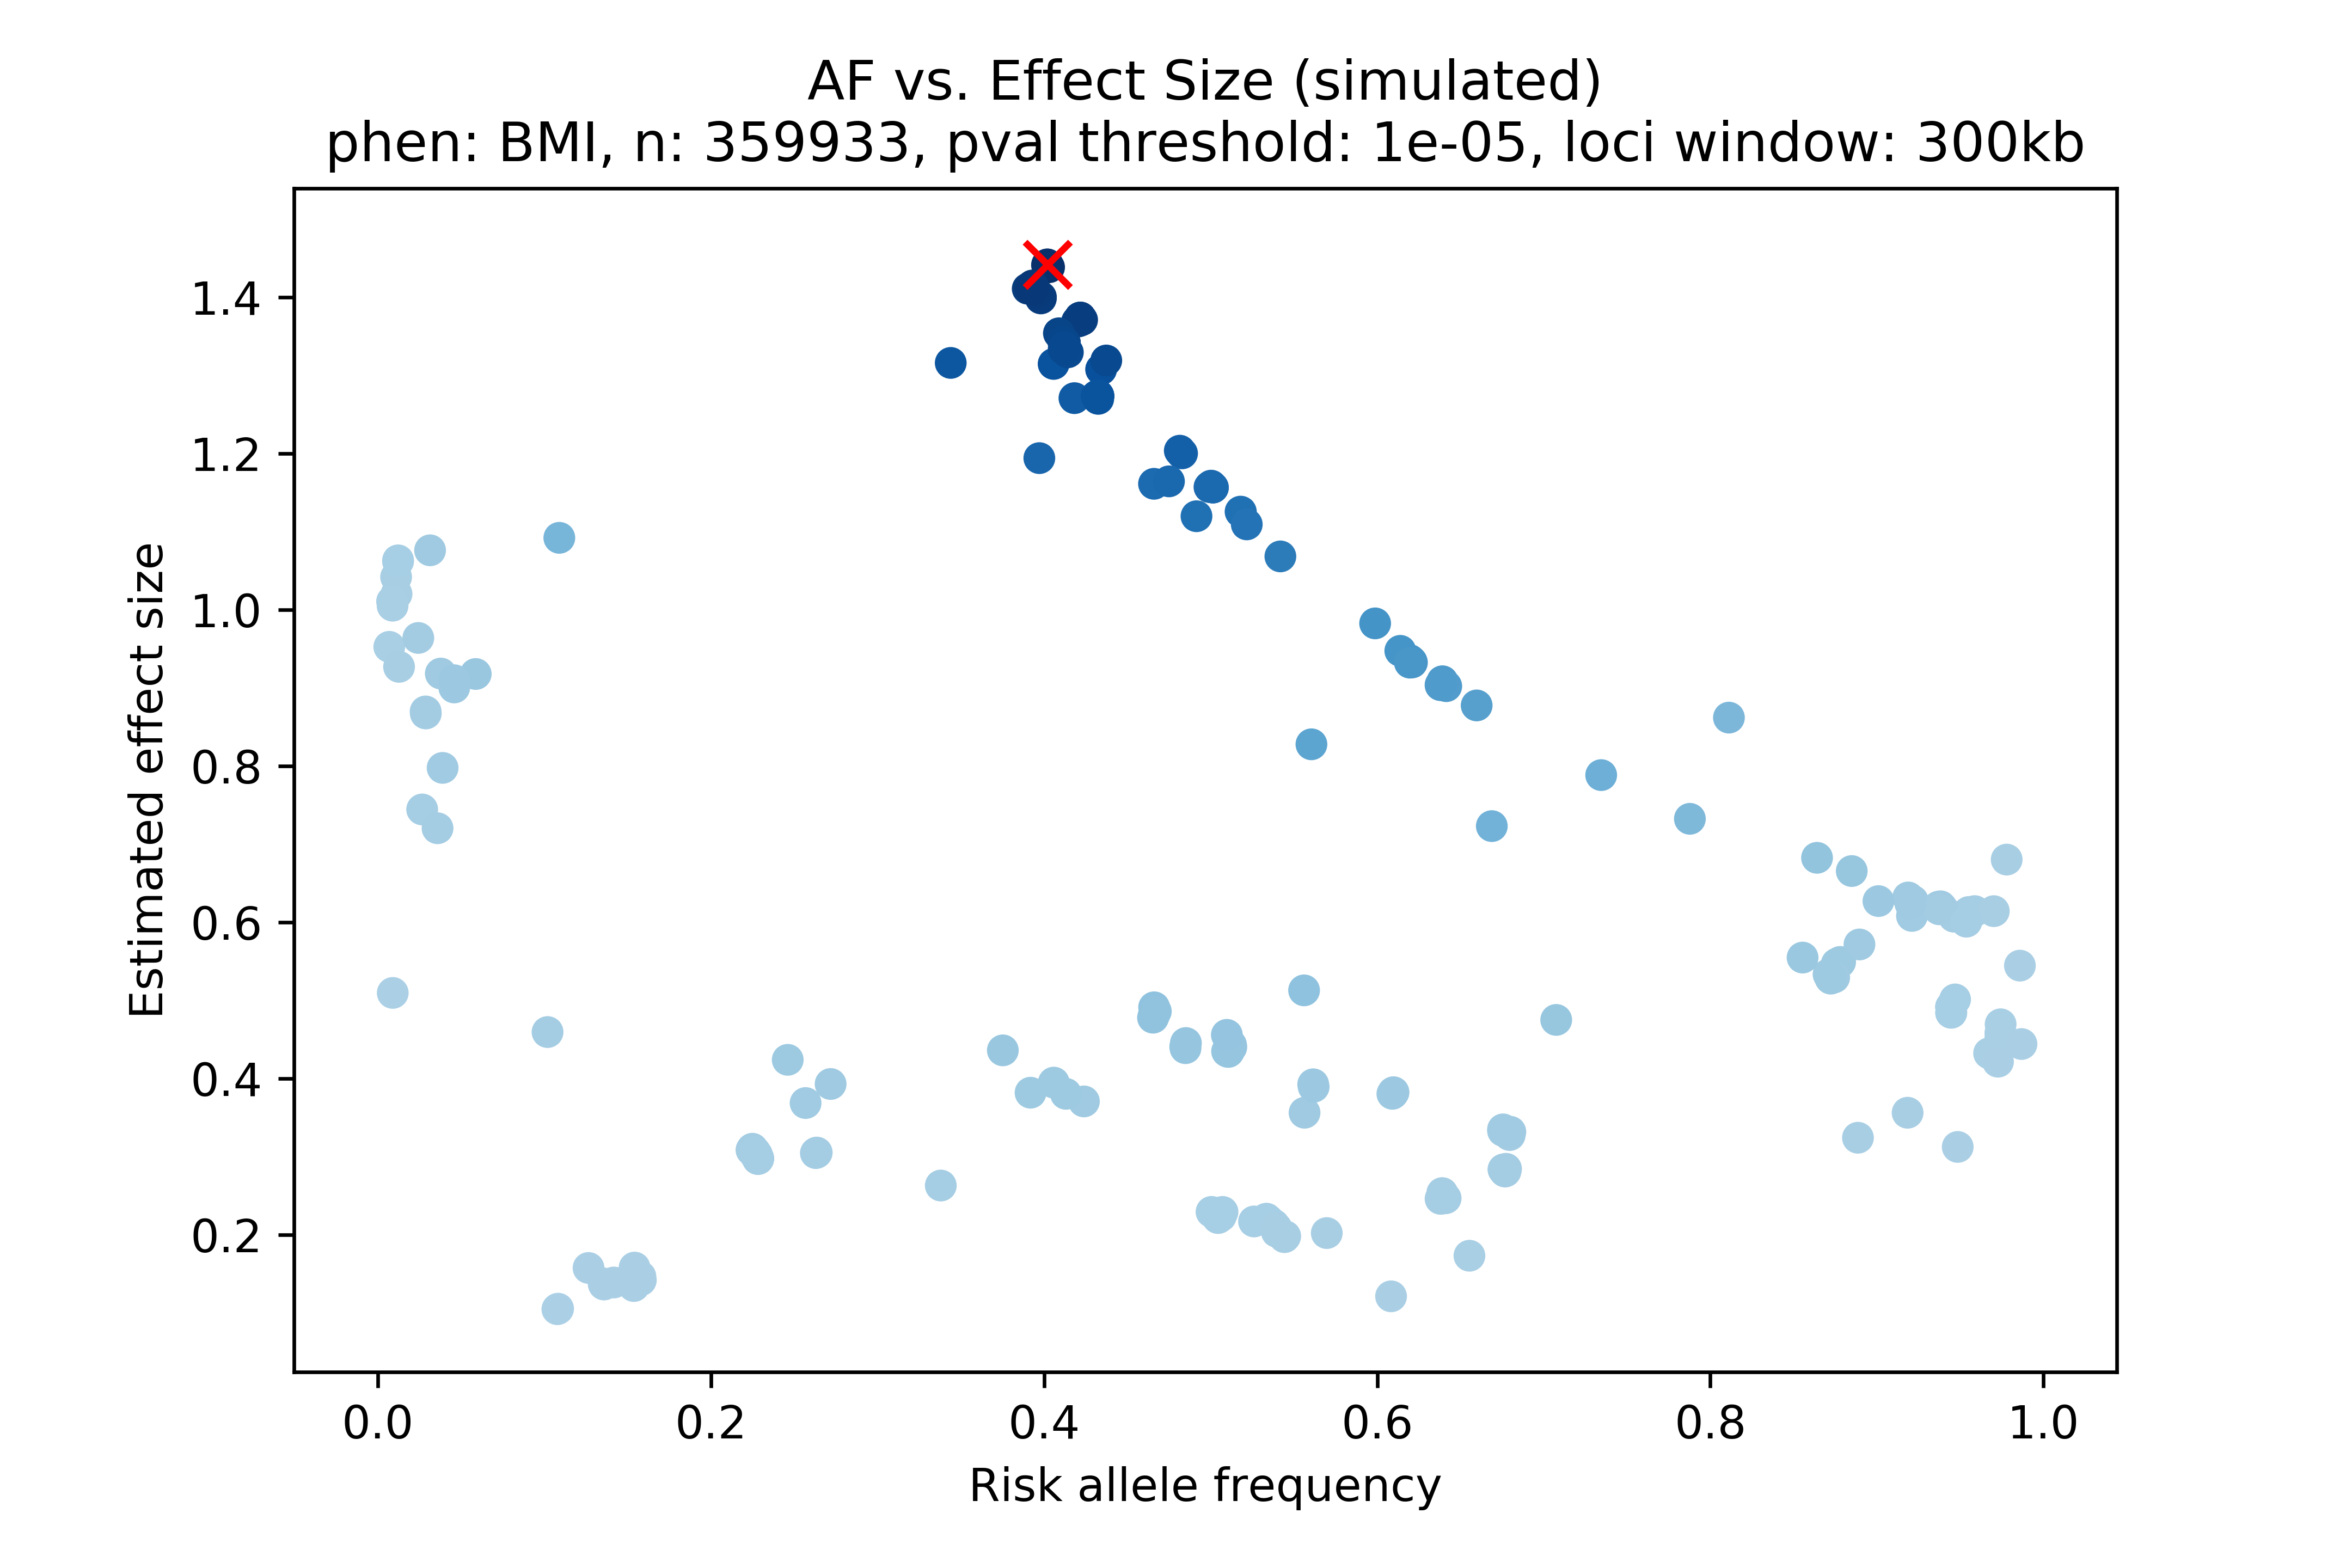 AF vs. Effect Size (simulated)
phen: BMI, n: 359933, pval threshold: 1e-05, loci window: 300kb
Estimated effect size
1.4
1.2
1.0
0.8
0.6
0.4
0.2
0.0 0.2 0.4 0.6 0.8 1.0
Risk allele frequency